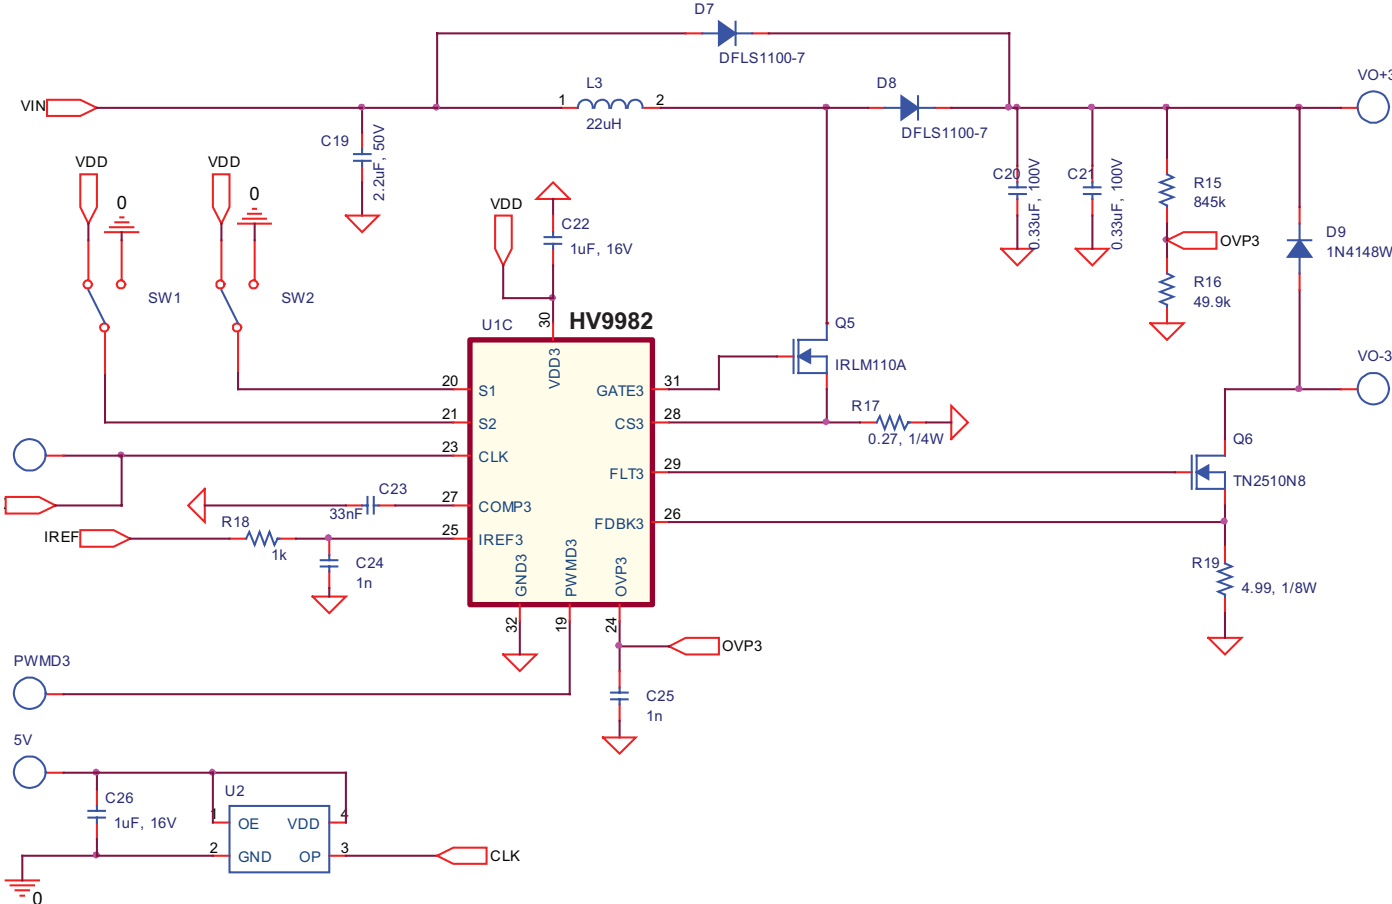 D7
DFLS1100-7
VIN
1
L3
2
22uH
D8
DFLS1100-7
VO+3
C19
2.2uF, 50V
C20
0.33uF, 100V
C21
0.33uF, 100V
R15
845k
OVP3
R16
49.9k
D9
1N4148W
VDD
0
SW1
VDD
0
SW2
VDD
C22
1uF, 16V
U1C
30
HV9982
Q5
IRLM110A
VO-3
VDD3
20
S1
GATE3
31
21
S2
CS3
28
R17
0.27, 1/4W
23
CLK
FLT3
29
Q6
TN2510N8
C23
33nF
27
COMP3
FDBK3
26
IREF
R18
1k
25
IREF3
C24
1n
GND3
PWMD3
OVP3
R19
4.99, 1/8W
32
19
24
OVP3
PWMD3
C25
1n
5V
C26
1uF, 16V
U2
1
OE
VDD
4
2
GND
OP
3
CLK
0